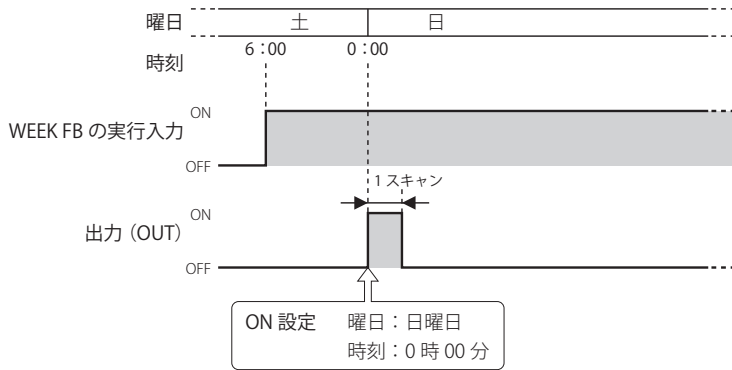 曜日 土 日
時刻 6:00 0:00
WEEK FB の実行入力 ON
OFF
1 スキャン
出力 (OUT) ON
OFF
ON 設定 曜日：日曜日
時刻：0 時 00 分